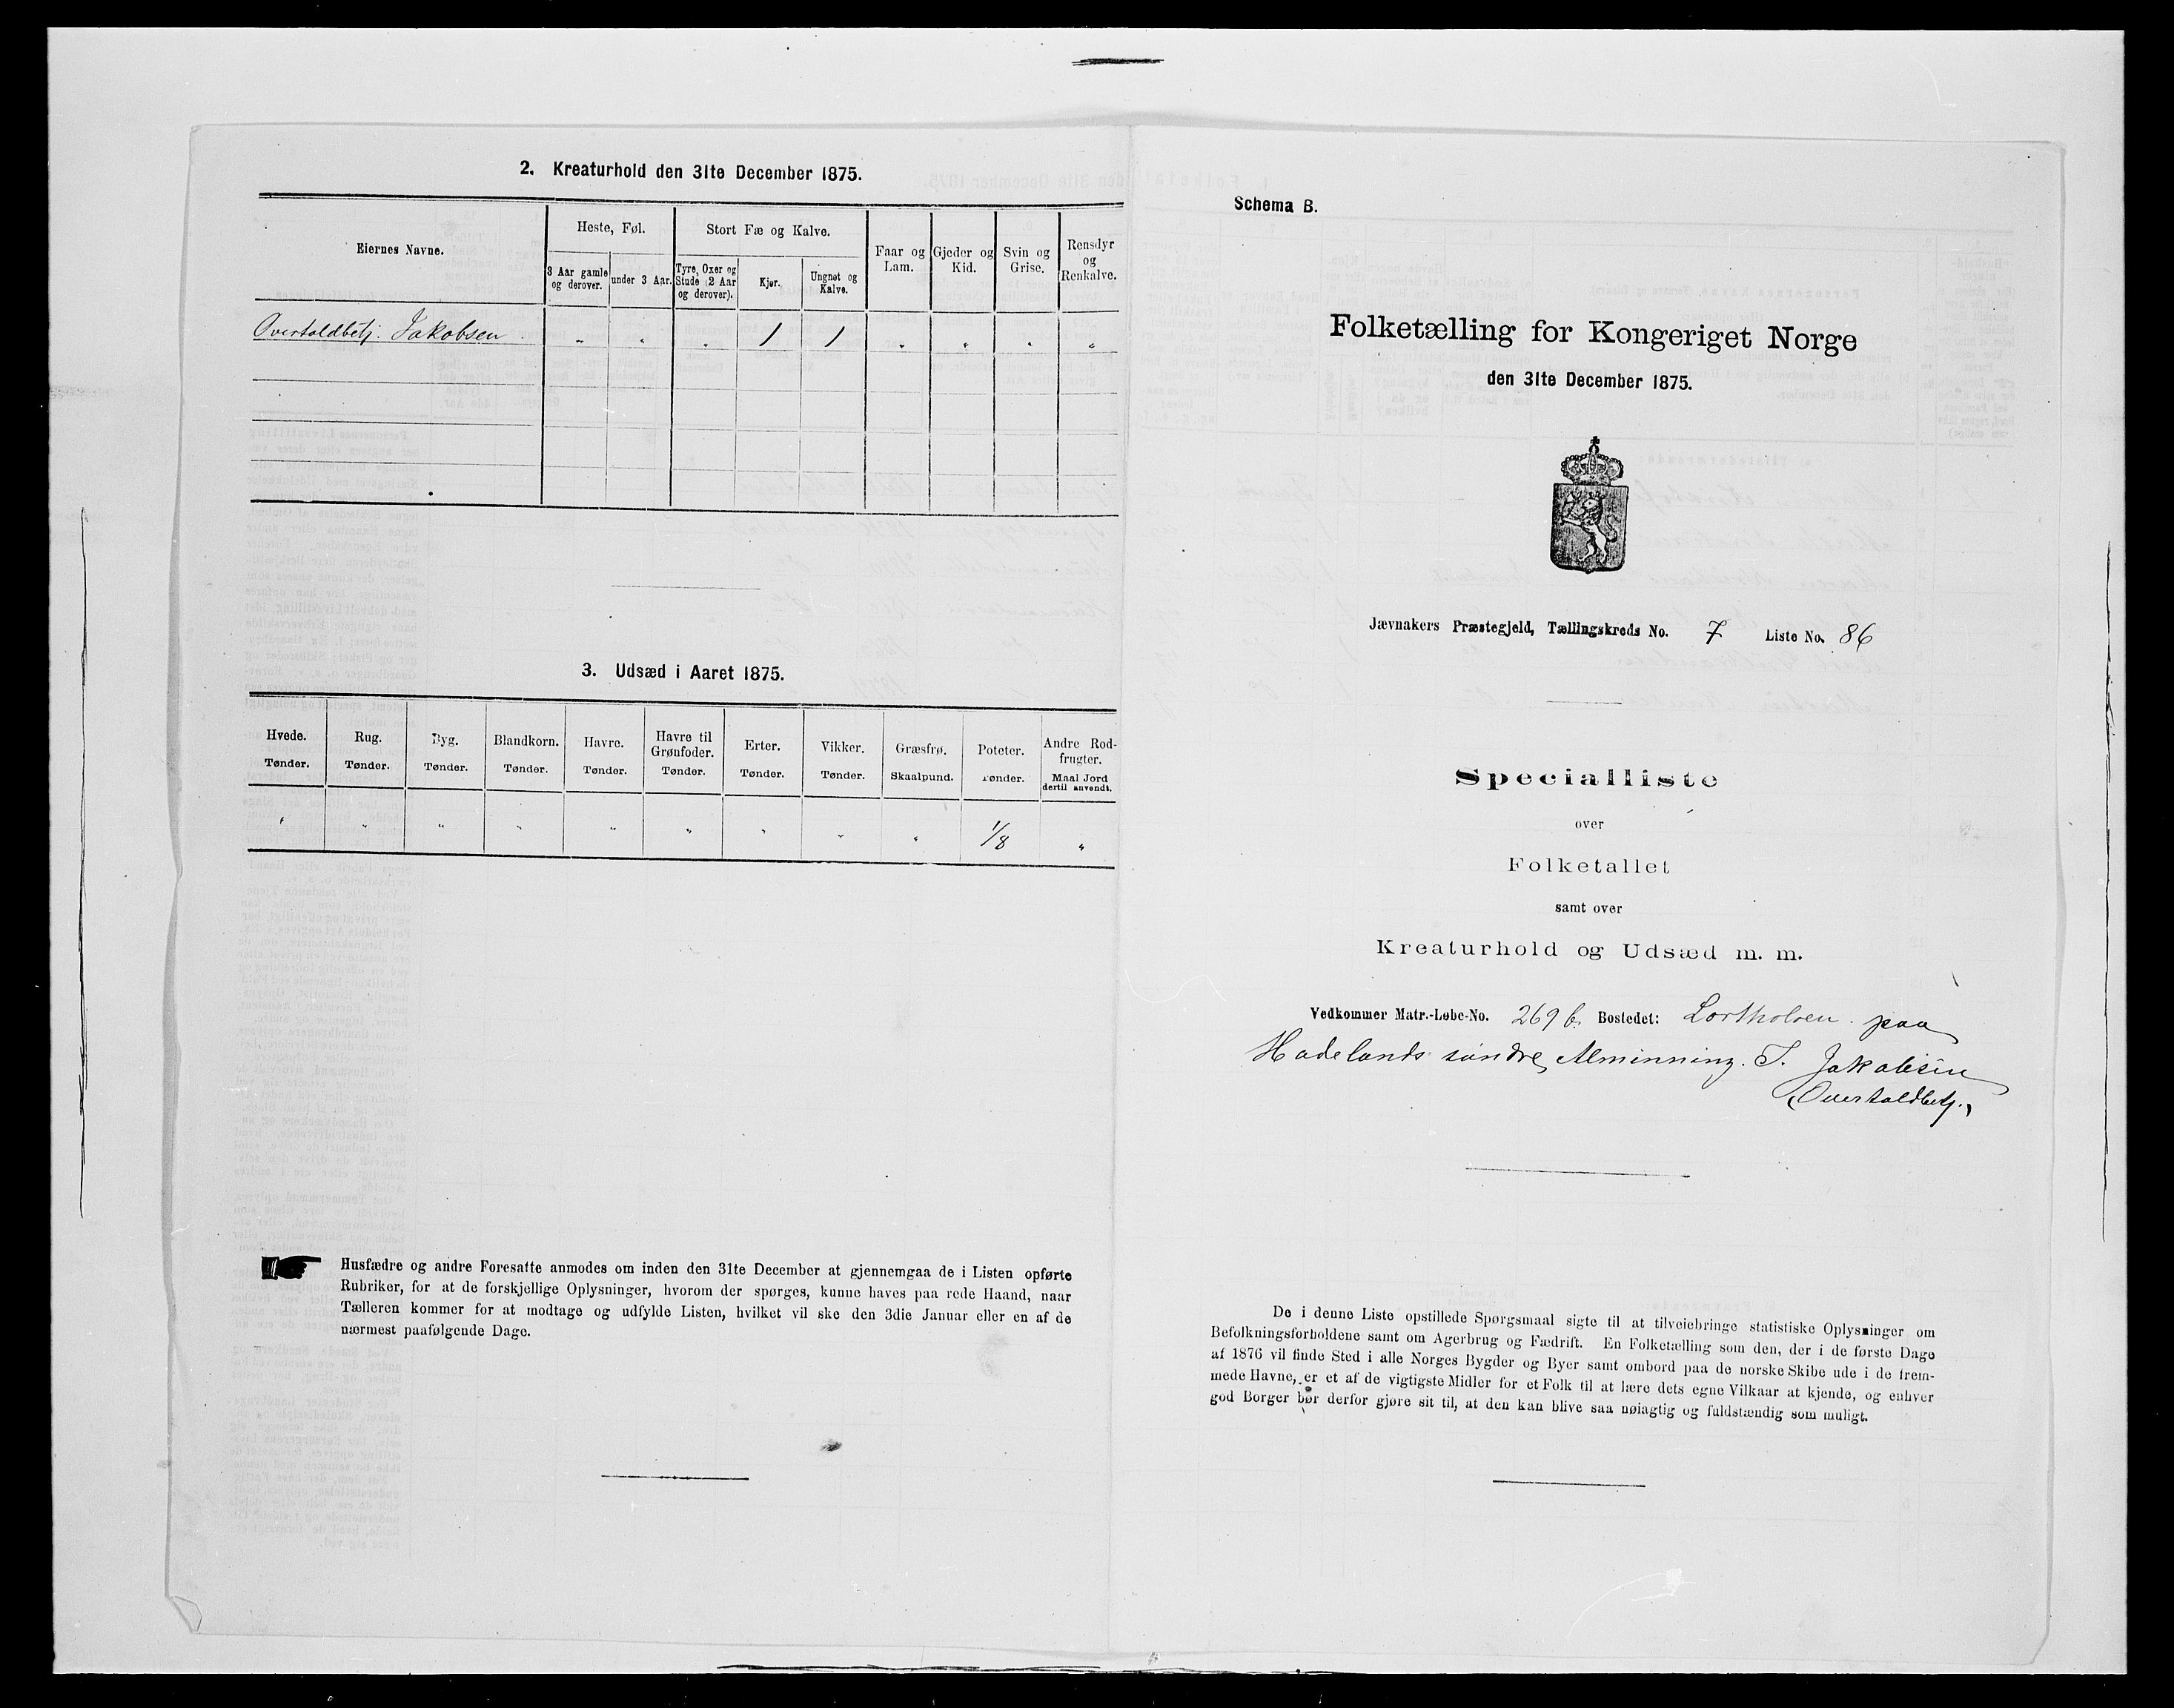 2. Kreaturhold den 31te December 1875.
Eiernes Navne.
Heste, Føl.
Stort Fæ og Kalve.
Faar og Lam.
Gjeder og Kid.
Svin og Grise.
Rensdyr og Renkalve.
3 Aar gamle og derover.
under 3 Aar.
Tyre, Oxer og Stude (2 Aar og derover).
Kjør.
Ungnøt og Kalve.
Overtoldbetj. Jakobsen " " " 1 1 " " " "
3. Udsæd i Aaret 1875.
Hvede. Rug. Byg. Blandkorn. Havre. Havre til Grønfoder. Erter. Vikker. Græsfrø. Poteter. Andre Rodfrugter.
Tønder. Tønder. Tønder. Tønder. Tønder. Tønder. Tønder. Tønder. Skaalpund. Tønder. Maal Jord dertil anvendt.
" " " " " " " " " 1/8 "
Husfædre og andre Foresatte anmodes om inden den 31te December at gjennemgaa de i Listen opførte
Rubriker, for at de forskjellige Oplysninger, hvorom der spørges, kunne haves paa rede Haand, naar
Tælleren kommer for at modtage og udfylde Listen, hvilket vil ske den 3die Januar eller en af de
nærmest paafølgende Dage.
Schema B.
Folketælling for Kongeriget Norge
den 31te December 1875.
Jævnakers Præstegjeld, Tællingskreds No. 7 Liste No. 86
Specialliste
over
Folketallet
samt over
Kreaturhold og Udsæd m. m.
Vedkommer Matr.-Løbe-No. 269 b. Bostedet: Lortholsen paa
Hadelands søndre Alminning. T. Jakobsen
(Overtoldbetj.)
De i denne Liste opstillede Spørgsmaal sigte til at tilveiebringe statistiske Oplysninger om
Befolkningsforholdene samt om Agerbrug og Fædrift. En Folketælling som den, der i de første Dage
af 1876 vil finde Sted i alle Norges Bygder og Byer samt ombord paa de norske Skibe ude i de frem-
mede Havne, er et af de vigtigste Midler for et Folk til at lære dets egne Vilkaar at kjende, og enhver
god Borger bør derfor gjøre sit til, at den kan blive saa nøiagtig og fuldstændig som muligt.